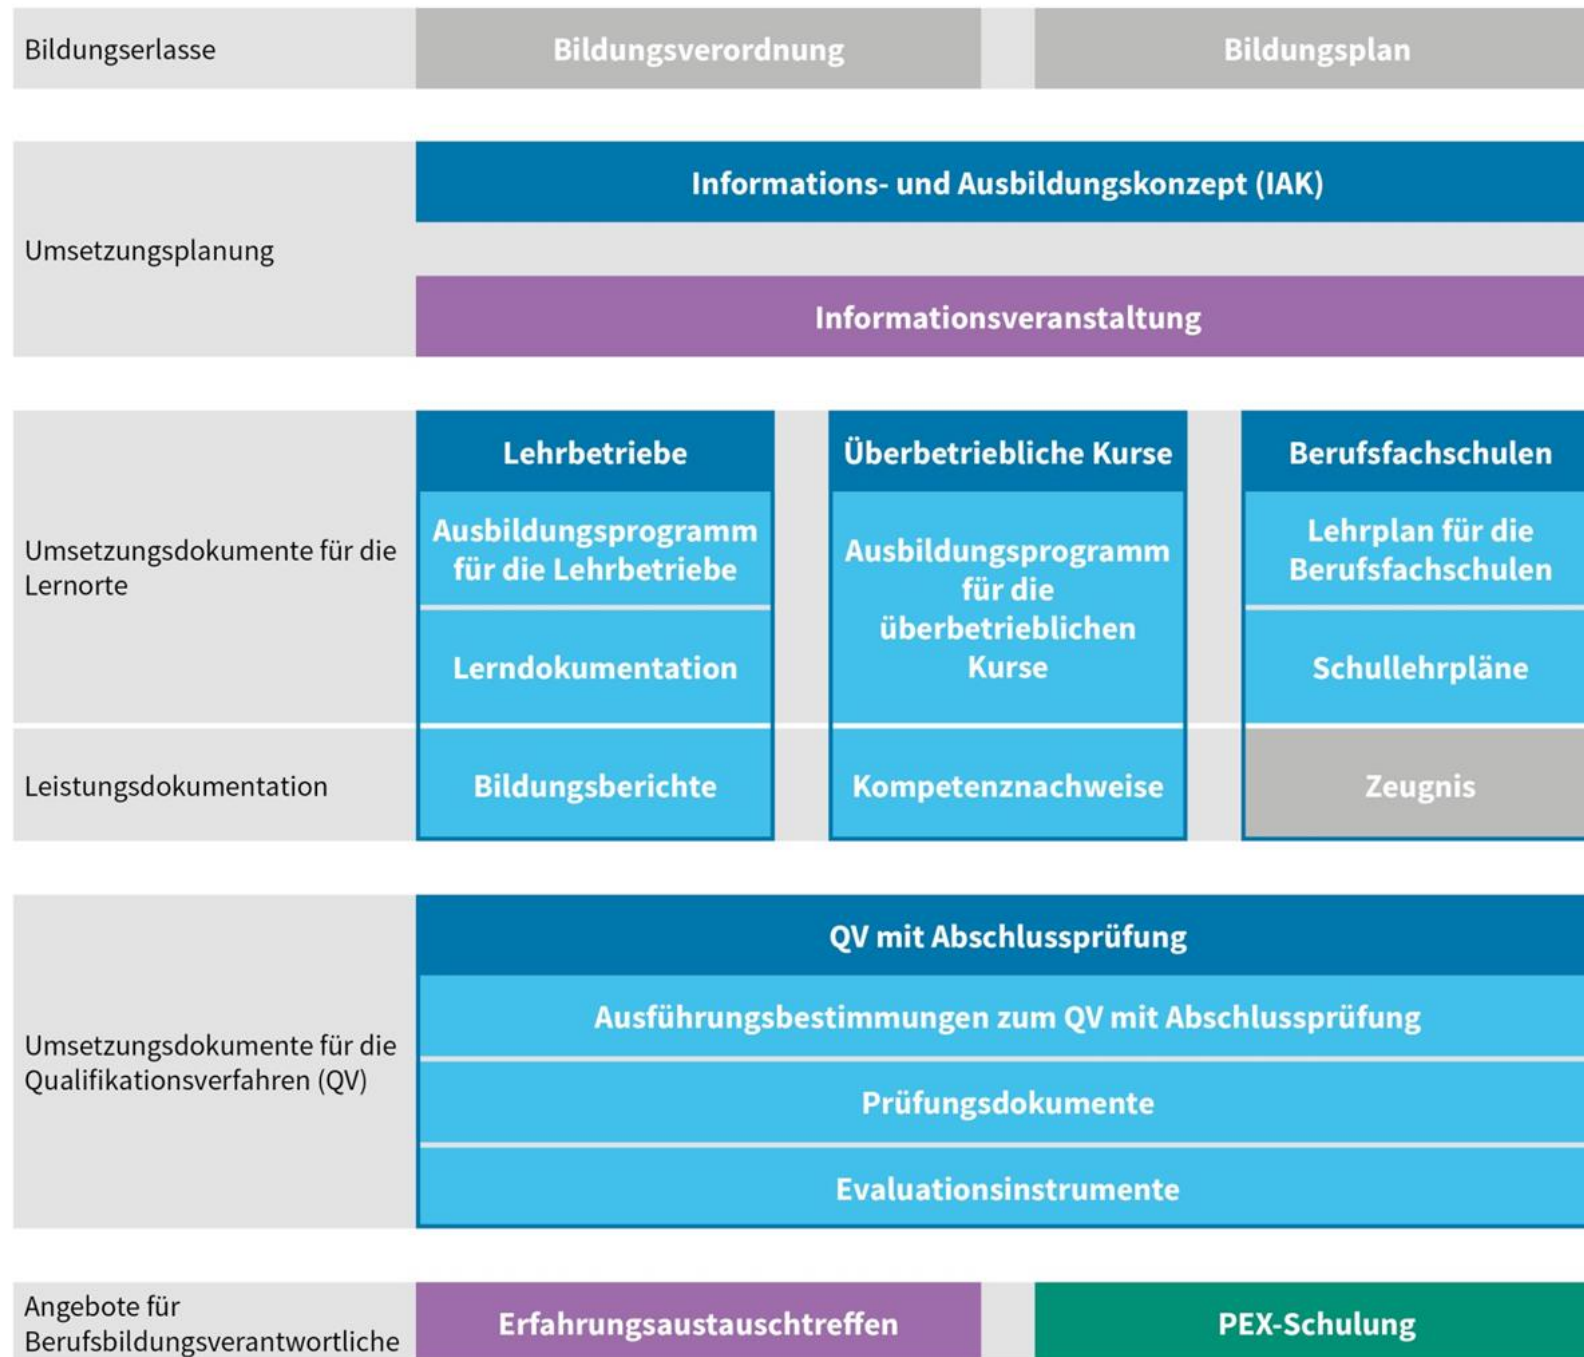 Bildungserlasse
Bildungsverordnung
Bildungsplan
Umsetzungsplanung
Informations- und Ausbildungskonzept (IAK)
Informationsveranstaltung
Umsetzungsdokumente für die
Lernorte
Lehrbetriebe
Ausbildungsprogramm
für die Lehrbetriebe
Lerndokumentation
Überbetriebliche Kurse
Ausbildungsprogramm
für die
überbetrieblichen
Kurse
Berufsfachschulen
Lehrplan für die
Berufsfachschulen
Schullehrpläne
Leistungsdokumentation
Bildungsberichte
Kompetenznachweise
Zeugnis
Umsetzungsdokumente für die
Qualifikationsverfahren (QV)
QV mit Abschlussprüfung
Ausführungsbestimmungen zum QV mit Abschlussprüfung
Prüfungsdokumente
Evaluationsinstrumente
Angebote für
Berufsbildungsverantwortliche
Erfahrungsaustauschtreffen
PEX-Schulung